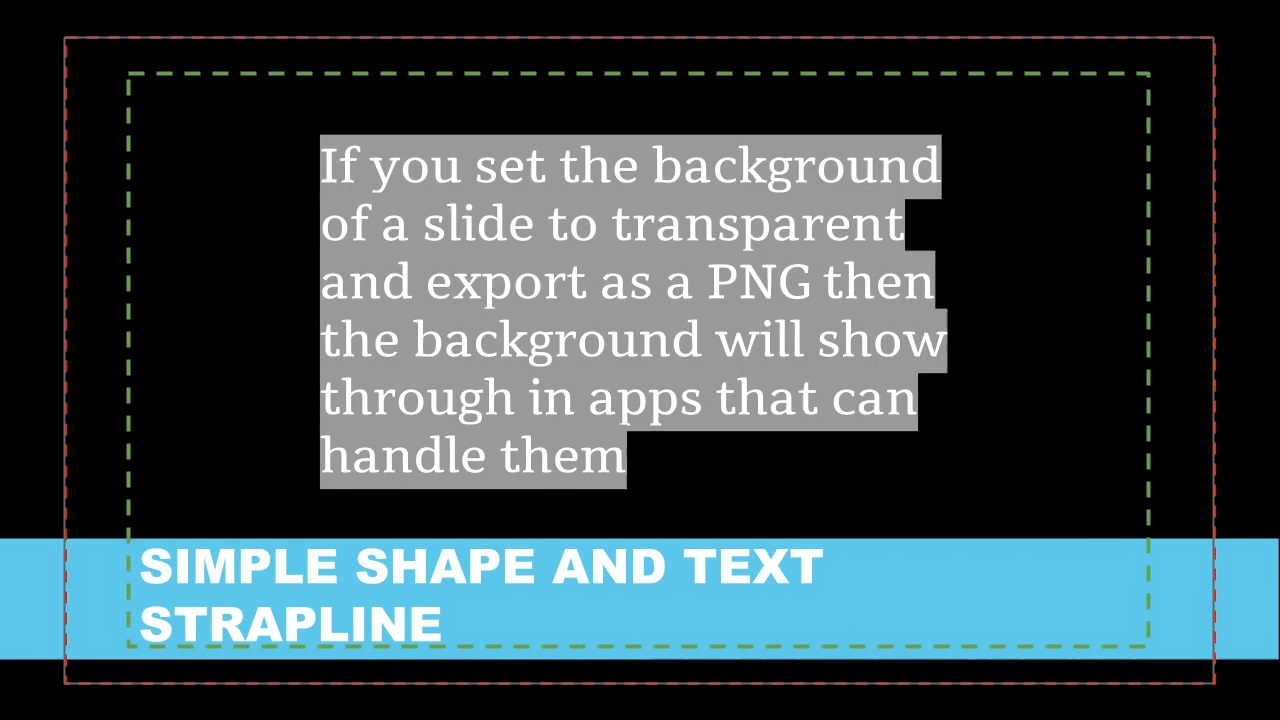 If you set the background
of a slide to transparent
and export as a PNG then
the background will show
through in apps that can
handle them
SIMPLE SHAPE AND TEXT
STRAPLINE